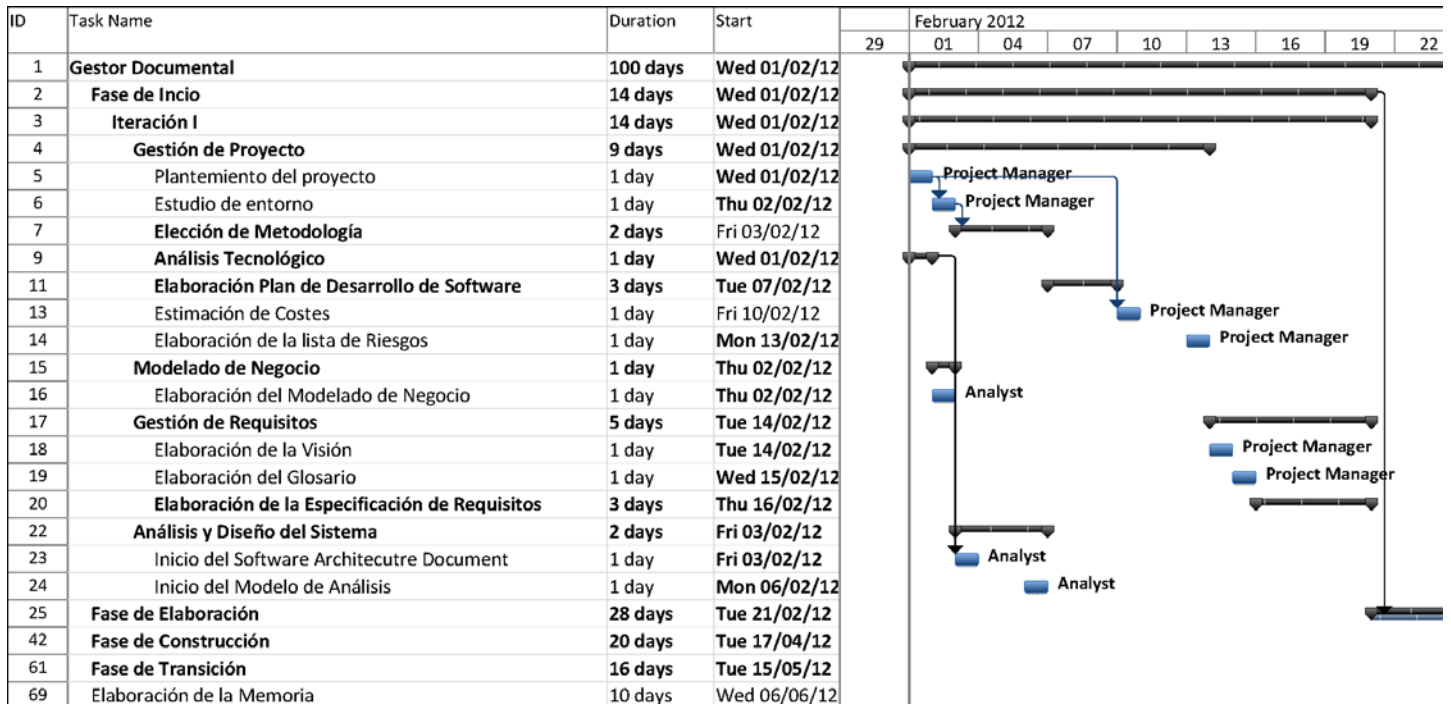 ID Task Name Duration Start February 2012
29 01 04 07 10 13 16 19 22
1 Gestor Documental 100 days Wed 01/02/12
2 Fase de Incio 14 days Wed 01/02/12
3 Iteración I 14 days Wed 01/02/12
4 Gestión de Proyecto 9 days Wed 01/02/12
5 Plantemiento del proyecto 1 day Wed 01/02/12 Project Manager
6 Estudio de entorno 1 day Thu 02/02/12 Project Manager
7 Elección de Metodología 2 days Fri 03/02/12
9 Análisis Tecnológico 1 day Wed 01/02/12
11 Elaboración Plan de Desarrollo de Software 3 days Tue 07/02/12
13 Estimación de Costes 1 day Fri 10/02/12 Project Manager
14 Elaboración de la lista de Riesgos 1 day Mon 13/02/12 Project Manager
15 Modelado de Negocio 1 day Thu 02/02/12
16 Elaboración del Modelado de Negocio 1 day Thu 02/02/12 Analyst
17 Gestión de Requisitos 5 days Tue 14/02/12
18 Elaboración de la Visión 1 day Tue 14/02/12 Project Manager
19 Elaboración del Glosario 1 day Wed 15/02/12 Project Manager
20 Elaboración de la Especificación de Requisitos 3 days Thu 16/02/12
22 Análisis y Diseño del Sistema 2 days Fri 03/02/12
23 Inicio del Software Architecutre Document 1 day Fri 03/02/12 Analyst
24 Inicio del Modelo de Análisis 1 day Mon 06/02/12 Analyst
25 Fase de Elaboración 28 days Tue 21/02/12
42 Fase de Construcción 20 days Tue 17/04/12
61 Fase de Transición 16 days Tue 15/05/12
69 Elaboración de la Memoria 10 days Wed 06/06/12